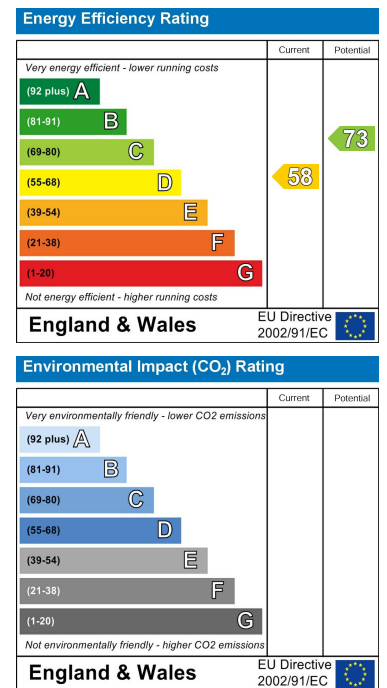 Energy Efficiency Rating
Current Potential
Very energy efficient - lower running costs
(92 plus) A
(81-91) B
(69-80) C
(55-68) D
(39-54) E
(21-38) F
(1-20) G
73
58
Not energy efficient - higher running costs
England & Wales
EU Directive
2002/91/EC
Environmental Impact (CO₂) Rating
Current Potential
Very environmentally friendly - lower CO2 emissions
(92 plus) A
(81-91) B
(69-80) C
(55-68) D
(39-54) E
(21-38) F
(1-20) G
Not environmentally friendly - higher CO2 emissions
England & Wales
EU Directive
2002/91/EC